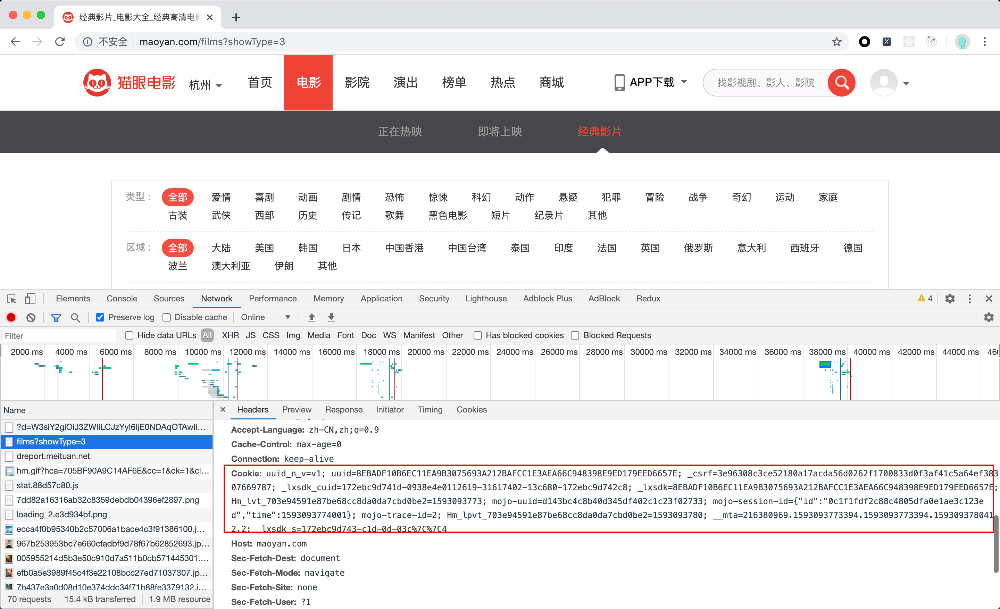 经典影片_电影大全_经典高清电影
不安全 maoyan.com/films?showType=3
猫眼电影 杭州 首页 电影 影院 演出 榜单 热点 商城 APP下载 找影视剧、影人、影院
正在热映 即将上映 经典影片
类型 : 全部 爱情 喜剧 动画 剧情 恐怖 惊悚 科幻 动作 悬疑 犯罪 冒险 战争 奇幻 运动 家庭
古装 武侠 西部 历史 传记 歌舞 黑色电影 短片 纪录片 其他
区域 : 全部 大陆 美国 韩国 日本 中国香港 中国台湾 泰国 印度 法国 英国 俄罗斯 意大利 西班牙 德国
波兰 澳大利亚 伊朗 其他
Elements Console Sources Network Performance Memory Application Security Lighthouse Adblock Plus AdBlock Redux 4
Preserve log Disable cache Online
Filter Hide data URLs All XHR JS CSS Img Media Font Doc WS Manifest Other Has blocked cookies Blocked Requests
2000 ms 4000 ms 6000 ms 8000 ms 10000 ms 12000 ms 14000 ms 16000 ms 18000 ms 20000 ms 22000 ms 24000 ms 26000 ms 28000 ms 30000 ms 32000 ms 34000 ms 36000 ms 38000 ms 40000 ms 42000 ms 44000 ms
Name
?d=W3siY2giOiJ3ZWIiLCJzYyI6IjE0NDAqOTAwIi...
films?showType=3
dreport.meituan.net
hm.gif?hca=705BF90A9C14AF6E&cc=1&ck=1&cl...
stat.88d57c80.js
7dd82a16316ab32c8359debdb04396ef2897.png
loading_2.e3d934bf.png
ecca4f0b95340b2c57006a1bace4c3f91386100.j...
967b253953bc7e660cfadbf9d78f67b62852693.jp...
005955214d5b3e50c910d7a511b0cb571445301....
efb0a5e3989f45c4f3e22108bcc27ed71037307.jp...
7b437e3a0d08d10e374ddc34f71b88fe3379132.j...
70 requests 15.4 kB transferred 1.9 MB resource
Headers Preview Response Initiator Timing Cookies
Accept-Language: zh-CN,zh;q=0.9
Cache-Control: max-age=0
Connection: keep-alive
Cookie: uuid_n_v=v1; uuid=8EBADF10B6EC11EA9B3075693A212BAFCC1E3AEA66C948398E9ED179EED6657E; _csrf=3e96308c3ce52180a17acda56d0262f1700833d0f3af41c5a64ef383
07669787; _lxsdk_cuid=172ebc9d741d-0938e4e0112619-31617402-13c680-172ebc9d742c8; _lxsdk=8EBADF10B6EC11EA9B3075693A212BAFCC1E3AEA66C948398E9ED179EED6657E;
Hm_lvt_703e94591e87be68cc8da0da7cbd0be2=1593093773; mojo-uuid=d143bc4c8b40d345df402c1c23f02733; mojo-session-id={"id":"0c1f1fdf2c88c4805dfa0e1ae3c123e
d","time":1593093774001}; mojo-trace-id=2; Hm_lpvt_703e94591e87be68cc8da0da7cbd0be2=1593093780; __mta=216380969.1593093773394.1593093773394.159309378041
2.2; _lxsdk_s=172ebc9d743-c1d-0d-03c%7C%7C4
Host: maoyan.com
Sec-Fetch-Dest: document
Sec-Fetch-Mode: navigate
Sec-Fetch-Site: none
Sec-Fetch-User: ?1